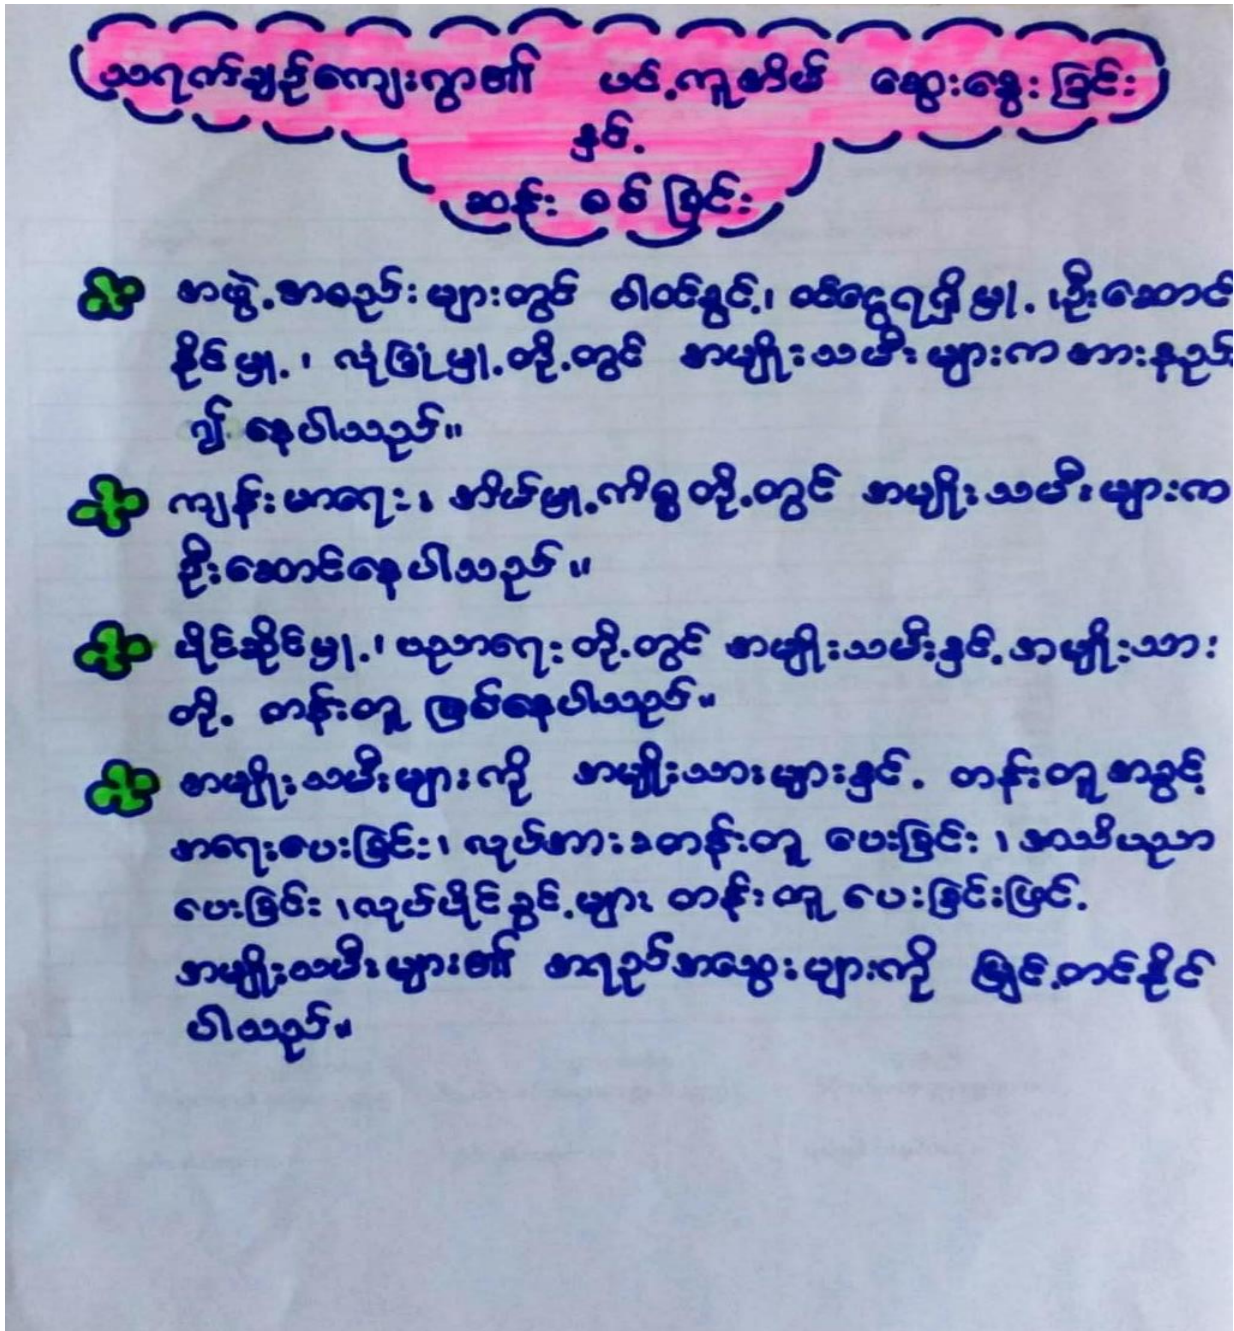 သရက်ချဉ်ကျေးရွာ၏ ပင့်ကူအိမ် ဆွေးနွေးခြင်း
နှင့်
ဆန်းစစ်ခြင်း
အဖွဲ့အစည်းများတွင် ပါဝင်ခွင့်၊ ဝင်ငွေရရှိမှု့၊ ဦးဆောင်
နိုင်မှု့၊ လုံခြုံမှု့တို့တွင် အမျိုးသမီးများက အားနည်း
၍ နေပါသည်။
ကျန်းမာရေး၊ အိမ်မှု့ကိစ္စတို့တွင် အမျိုးသမီးများက
ဦးဆောင်နေပါသည်။
ပိုင်ဆိုင်မှု့၊ ပညာရေးတို့တွင် အမျိုးသမီးနှင့် အမျိုးသား
တို့ တန်းတူ ဖြစ်နေပါသည်။
အမျိုးသမီးများကို အမျိုးသားများနှင့် တန်းတူအခွင့်
အရေးပေးခြင်း၊ လုပ်အားခတန်းတူ ပေးခြင်း၊ အသိပညာ
ပေးခြင်း၊ လုပ်ပိုင်ခွင့်များ တန်းတူ ပေးခြင်းဖြင့်
အမျိုးသမီးများ၏ အရည်အသွေးများကို မြှင့်တင်နိုင်
ပါသည်။